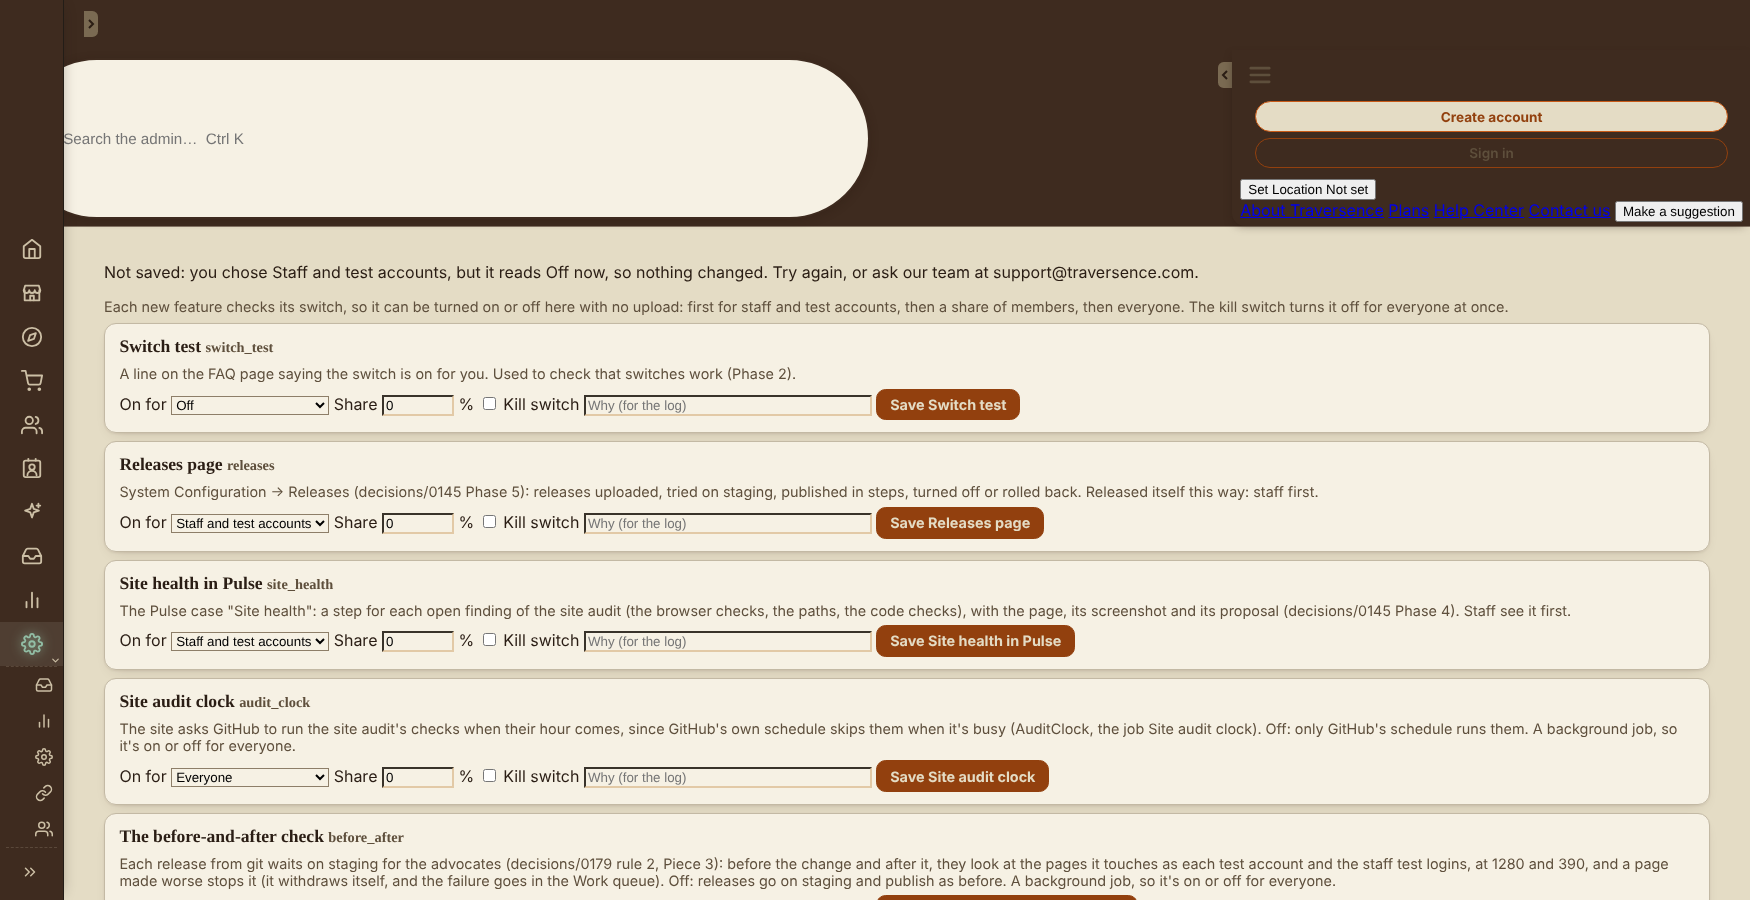 Search the admin… Ctrl K
Create account
Sign in
Set Location Not set
About Traversence Plans Help Center Contact us Make a suggestion
Not saved: you chose Staff and test accounts, but it reads Off now, so nothing changed. Try again, or ask our team at support@traversence.com.
Each new feature checks its switch, so it can be turned on or off here with no upload: first for staff and test accounts, then a share of members, then everyone. The kill switch turns it off for everyone at once.
Switch test switch_test
A line on the FAQ page saying the switch is on for you. Used to check that switches work (Phase 2).
On for Off Share 0 % Kill switch Why (for the log) Save Switch test
Releases page releases
System Configuration → Releases (decisions/0145 Phase 5): releases uploaded, tried on staging, published in steps, turned off or rolled back. Released itself this way: staff first.
On for Staff and test accounts Share 0 % Kill switch Why (for the log) Save Releases page
Site health in Pulse site_health
The Pulse case "Site health": a step for each open finding of the site audit (the browser checks, the paths, the code checks), with the page, its screenshot and its proposal (decisions/0145 Phase 4). Staff see it first.
On for Staff and test accounts Share 0 % Kill switch Why (for the log) Save Site health in Pulse
Site audit clock audit_clock
The site asks GitHub to run the site audit's checks when their hour comes, since GitHub's own schedule skips them when it's busy (AuditClock, the job Site audit clock). Off: only GitHub's schedule runs them. A background job, so
it's on or off for everyone.
On for Everyone Share 0 % Kill switch Why (for the log) Save Site audit clock
The before-and-after check before_after
Each release from git waits on staging for the advocates (decisions/0179 rule 2, Piece 3): before the change and after it, they look at the pages it touches as each test account and the staff test logins, at 1280 and 390, and a page
made worse stops it (it withdraws itself, and the failure goes in the Work queue). Off: releases go on staging and publish as before. A background job, so it's on or off for everyone.